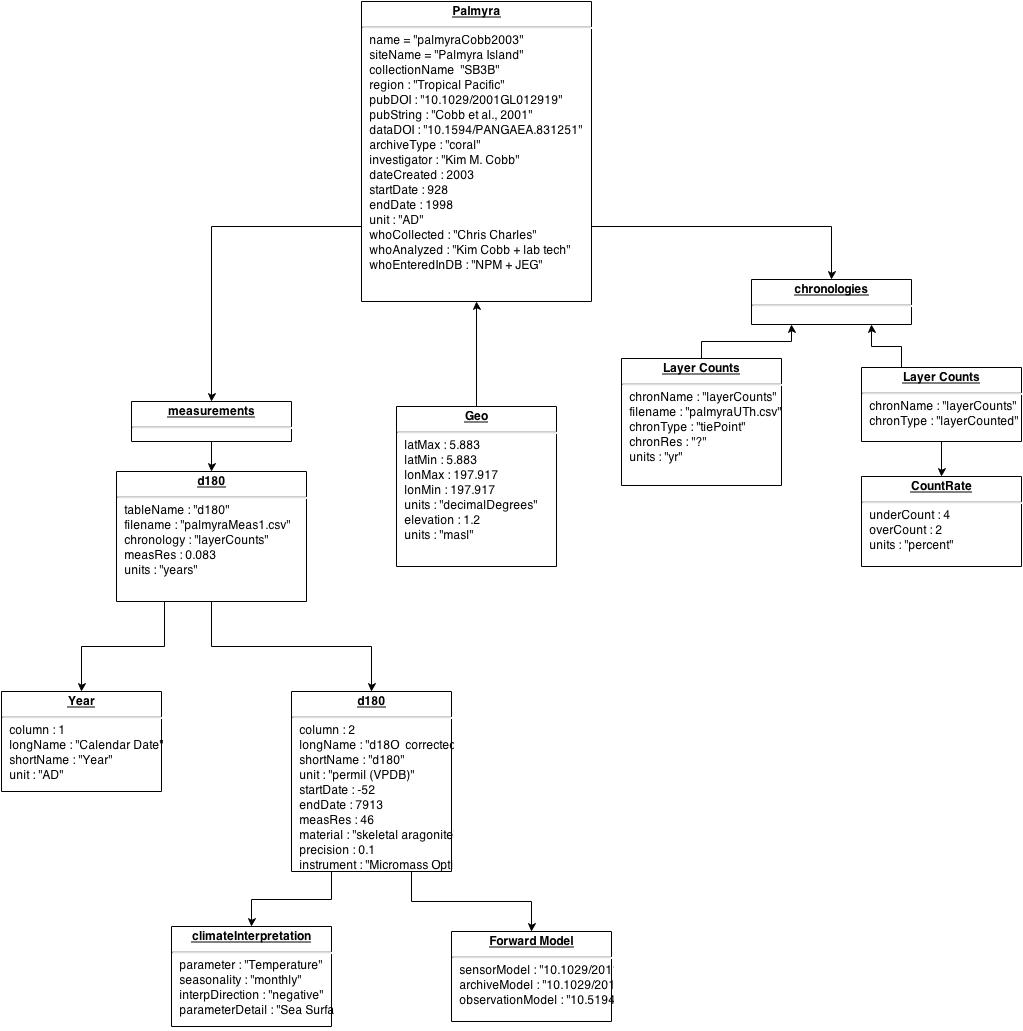 Palmyra
name = "palmyraCobb2003"
siteName = "Palmyra Island"
collectionName "SB3B"
region : "Tropical Pacific"
pubDOI : "10.1029/2001GL012919"
pubString : "Cobb et al., 2001"
dataDOI : "10.1594/PANGAEA.831251"
archiveType : "coral"
investigator : "Kim M. Cobb"
dateCreated : 2003
startDate : 928
endDate : 1998
unit : "AD"
whoCollected : "Chris Charles"
whoAnalyzed : "Kim Cobb + lab tech"
whoEnteredInDB : "NPM + JEG"
chronologies
Layer Counts
chronName : "layerCounts"
filename : "palmyraUTh.csv"
chronType : "tiePoint"
chronRes : "?"
units : "yr"
Layer Counts
chronName : "layerCounts"
chronType : "layerCounted"
CountRate
underCount : 4
overCount : 2
units : "percent"
measurements
Geo
latMax : 5.883
latMin : 5.883
lonMax : 197.917
lonMin : 197.917
units : "decimalDegrees"
elevation : 1.2
units : "masl"
d180
tableName : "d180"
filename : "palmyraMeas1.csv"
chronology : "layerCounts"
measRes : 0.083
units : "years"
Year
column : 1
longName : "Calendar Date"
shortName : "Year"
unit : "AD"
d180
column : 2
longName : "d18O corrected
shortName : "d180"
unit : "permil (VPDB)"
startDate : -52
endDate : 7913
measRes : 46
material : "skeletal aragonite
precision : 0.1
instrument : "Micromass Opt
climateInterpretation
parameter : "Temperature"
seasonality : "monthly"
interpDirection : "negative"
parameterDetail : "Sea Surfa
Forward Model
sensorModel : "10.1029/201
archiveModel : "10.1029/201
observationModel : "10.5194